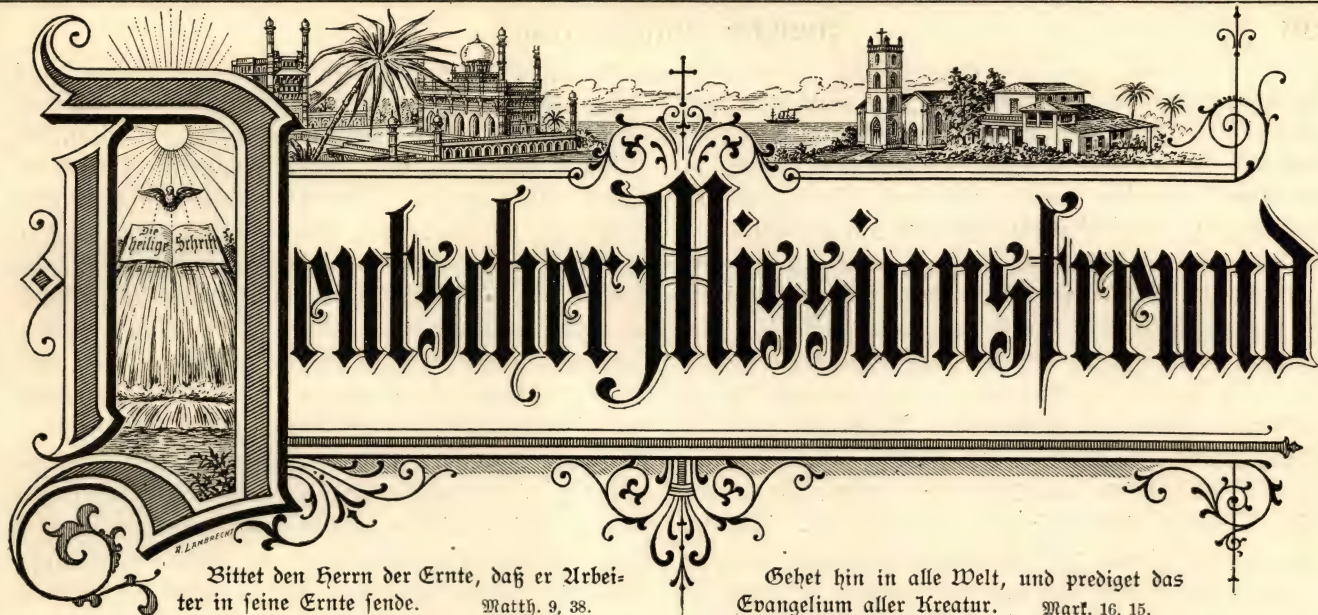 Die
heilige Schrift
Deutscher Missionsfreund
A. LAMBRECHT
Bittet den Herrn der Ernte, daß er Arbei=
ter in seine Ernte sende. Matth. 9, 38.
Gehet hin in alle Welt, und prediget das
Evangelium aller Kreatur. Mark. 16, 15.